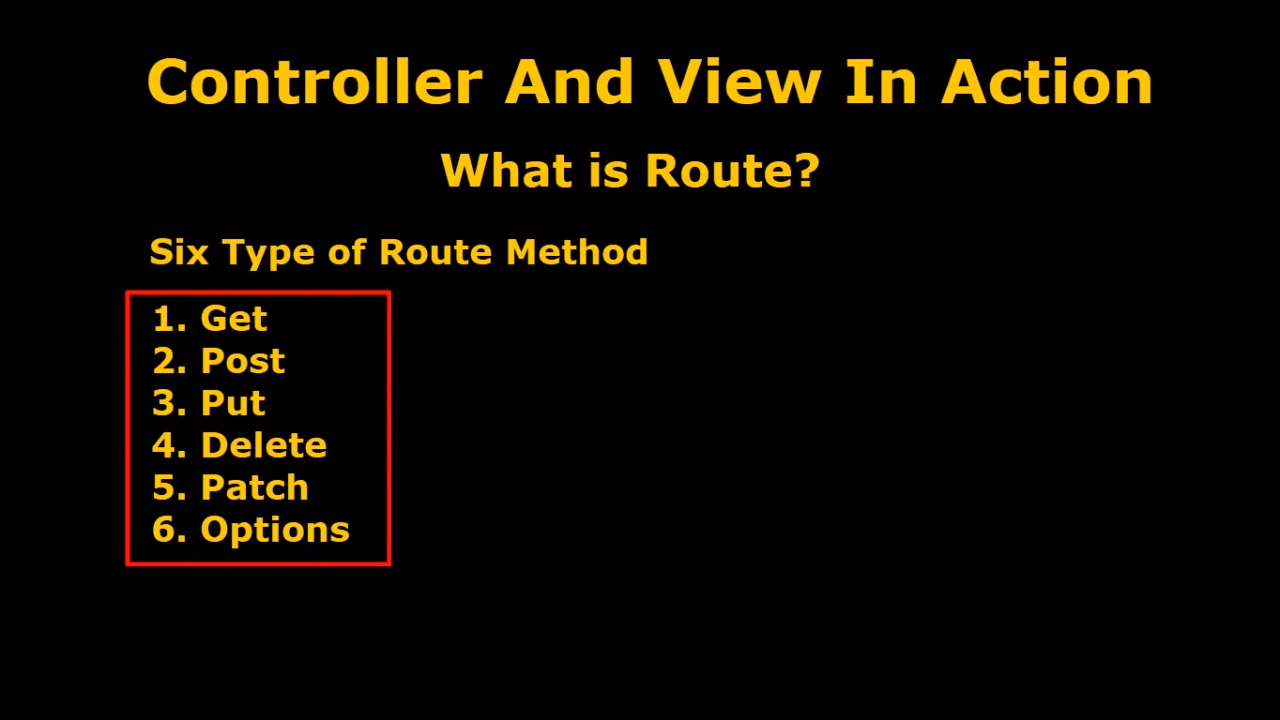 Controller And View In Action
What is Route?
Six Type of Route Method
1. Get
2. Post
3. Put
4. Delete
5. Patch
6. Options